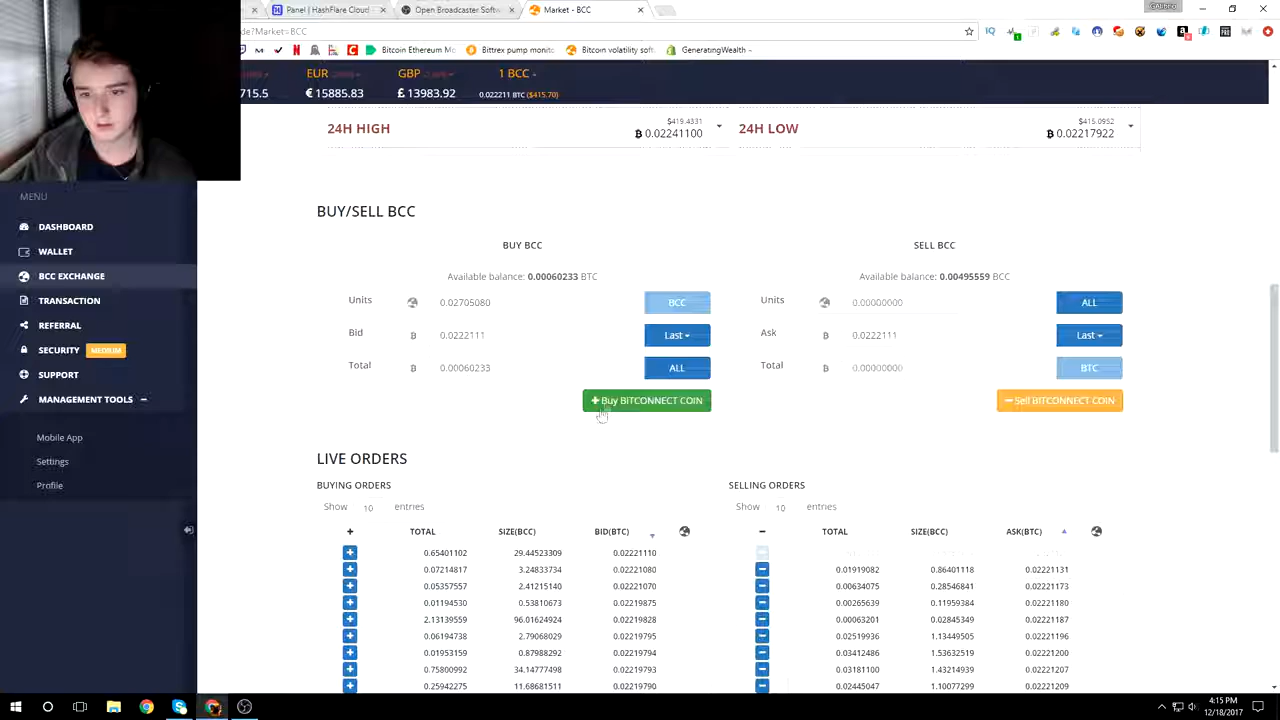 Panel | HashFlare Cloud
Open Broadcaster Softw
Market - BCC
de?Market=BCC
Bitcoin Ethereum Mo
Bittrex pump monito
Bitcoin volatility soft
GeneratingWealth
EUR
GBP
1 BCC
715.5
€ 15885.83
£ 13983.92
0.022211 BTC ($415.70)
24H HIGH
$419.4331
0.02241100
24H LOW
$415.0952
0.02217922
MENU
DASHBOARD
WALLET
BCC EXCHANGE
TRANSACTION
REFERRAL
SECURITY MEDIUM
SUPPORT
MANAGEMENT TOOLS
Mobile App
Settings
Profile
BUY/SELL BCC
BUY BCC
Available balance: 0.00060233 BTC
Units 0.02705080 BCC
Bid 0.0222111 Last
Total 0.00060233 ALL
Buy BITCONNECT COIN
SELL BCC
Available balance: 0.00495559 BCC
Units 0.00000000 ALL
Ask 0.0222111 Last
Total 0.00000000 BTC
Sell BITCONNECT COIN
LIVE ORDERS
BUYING ORDERS
Show 10 entries
+ TOTAL SIZE(BCC) BID(BTC)
0.65401102 29.44523309 0.02221110
0.07214817 3.24833734 0.02221080
0.05357557 2.41215140 0.02221070
0.01194530 0.53810673 0.02219875
2.13139559 96.01624924 0.02219828
0.06194738 2.79068029 0.02219795
0.01953159 0.87988292 0.02219794
0.75800992 34.14777498 0.02219793
0.25942275 11.68681511 0.02219790
SELLING ORDERS
Show 10 entries
− TOTAL SIZE(BCC) ASK(BTC)
0.01919082 0.86401118 0.02221131
0.00634075 0.28546841 0.02221173
0.00265639 0.11959384 0.02221180
0.00063201 0.02845349 0.02221187
0.02519936 1.13449505 0.02221196
0.03412486 1.53632519 0.02221200
0.03181100 1.43214939 0.02221207
0.02445047 1.10077299 0.02221209
4:15 PM
12/18/2017